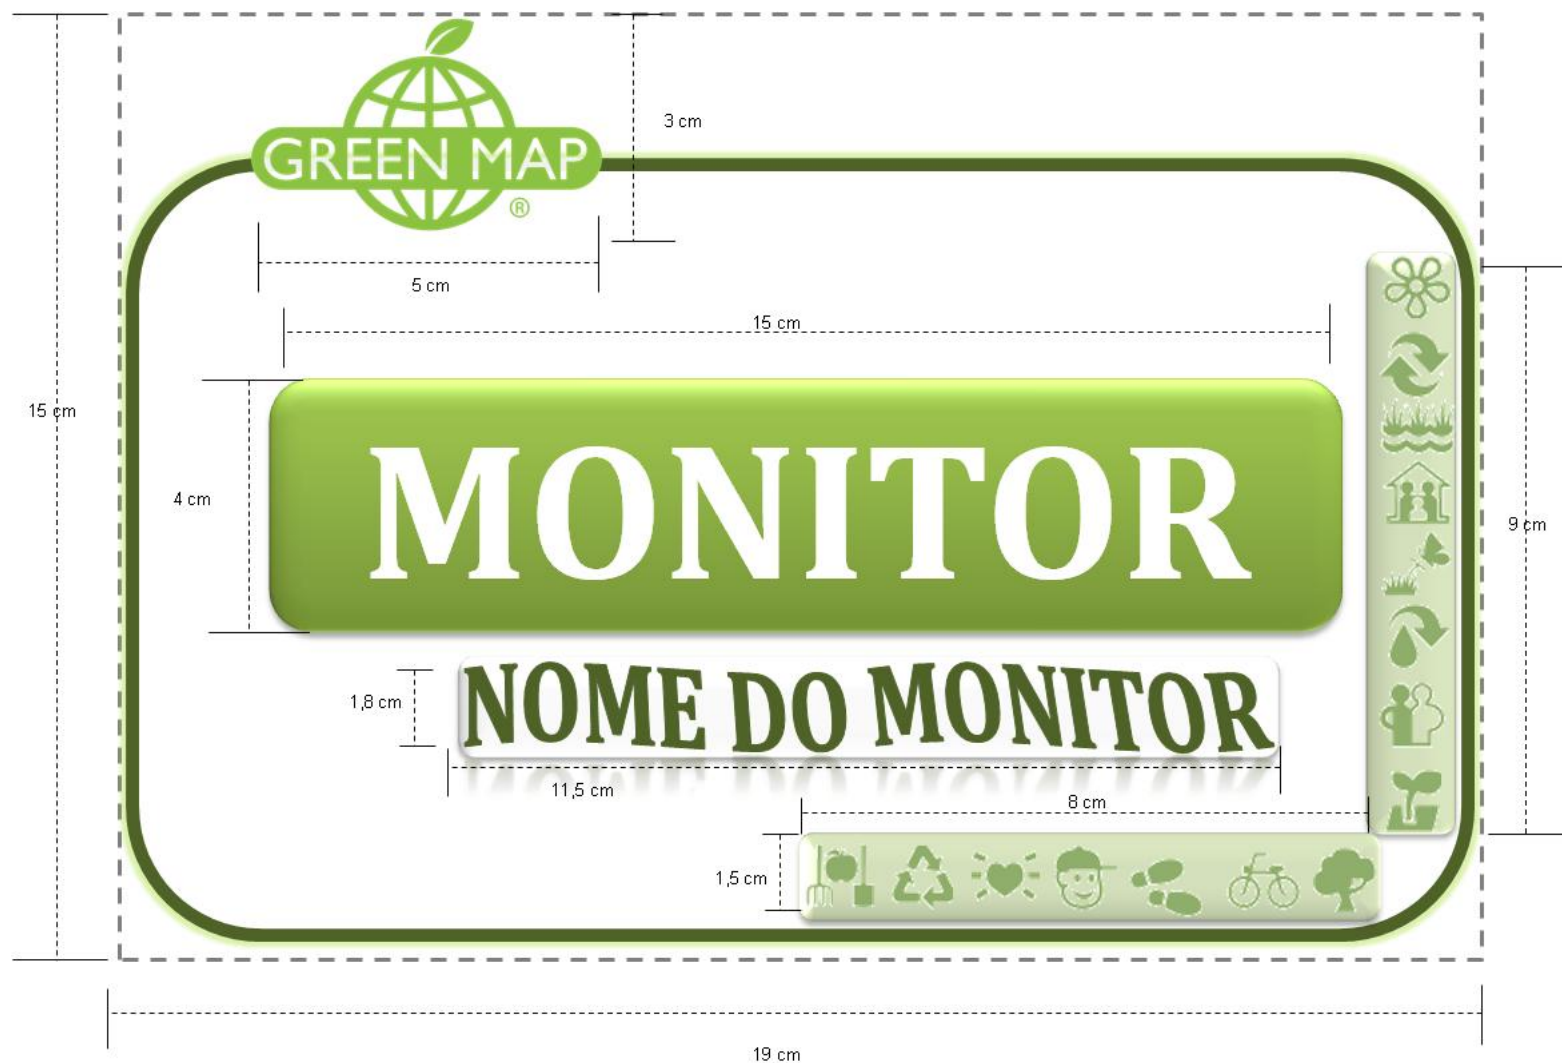 3 cm
GREEN MAP
®
5 cm
15 cm
15 cm
MONITOR
4 cm
9 cm
NOME DO MONITOR
1,8 cm
11,5 cm
8 cm
1,5 cm
19 cm